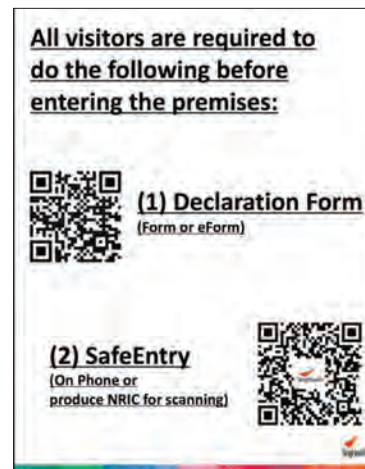 All visitors are required to
do the following before
entering the premises:
(1) Declaration Form
(Form or eForm)
(2) SafeEntry
(On Phone or
produce NRIC for scanning)